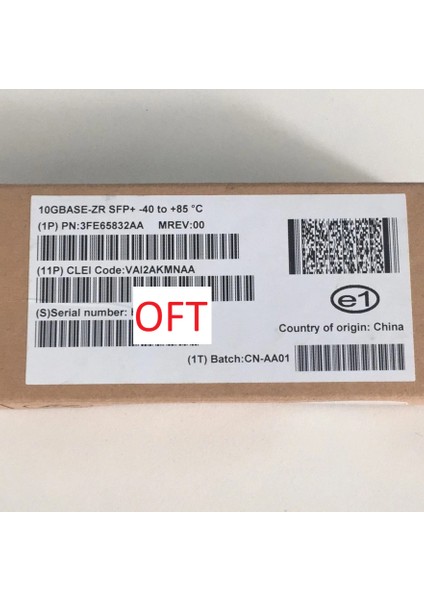 10GBASE-ZR SFP+ -40 to +85 °C
(1P) PN:3FE65832AA MREV:00
(11P) CLEI Code:VAI2AKMNAA
(S)Serial number:
OFT
e1
Country of origin: China
(1T) Batch:CN-AA01